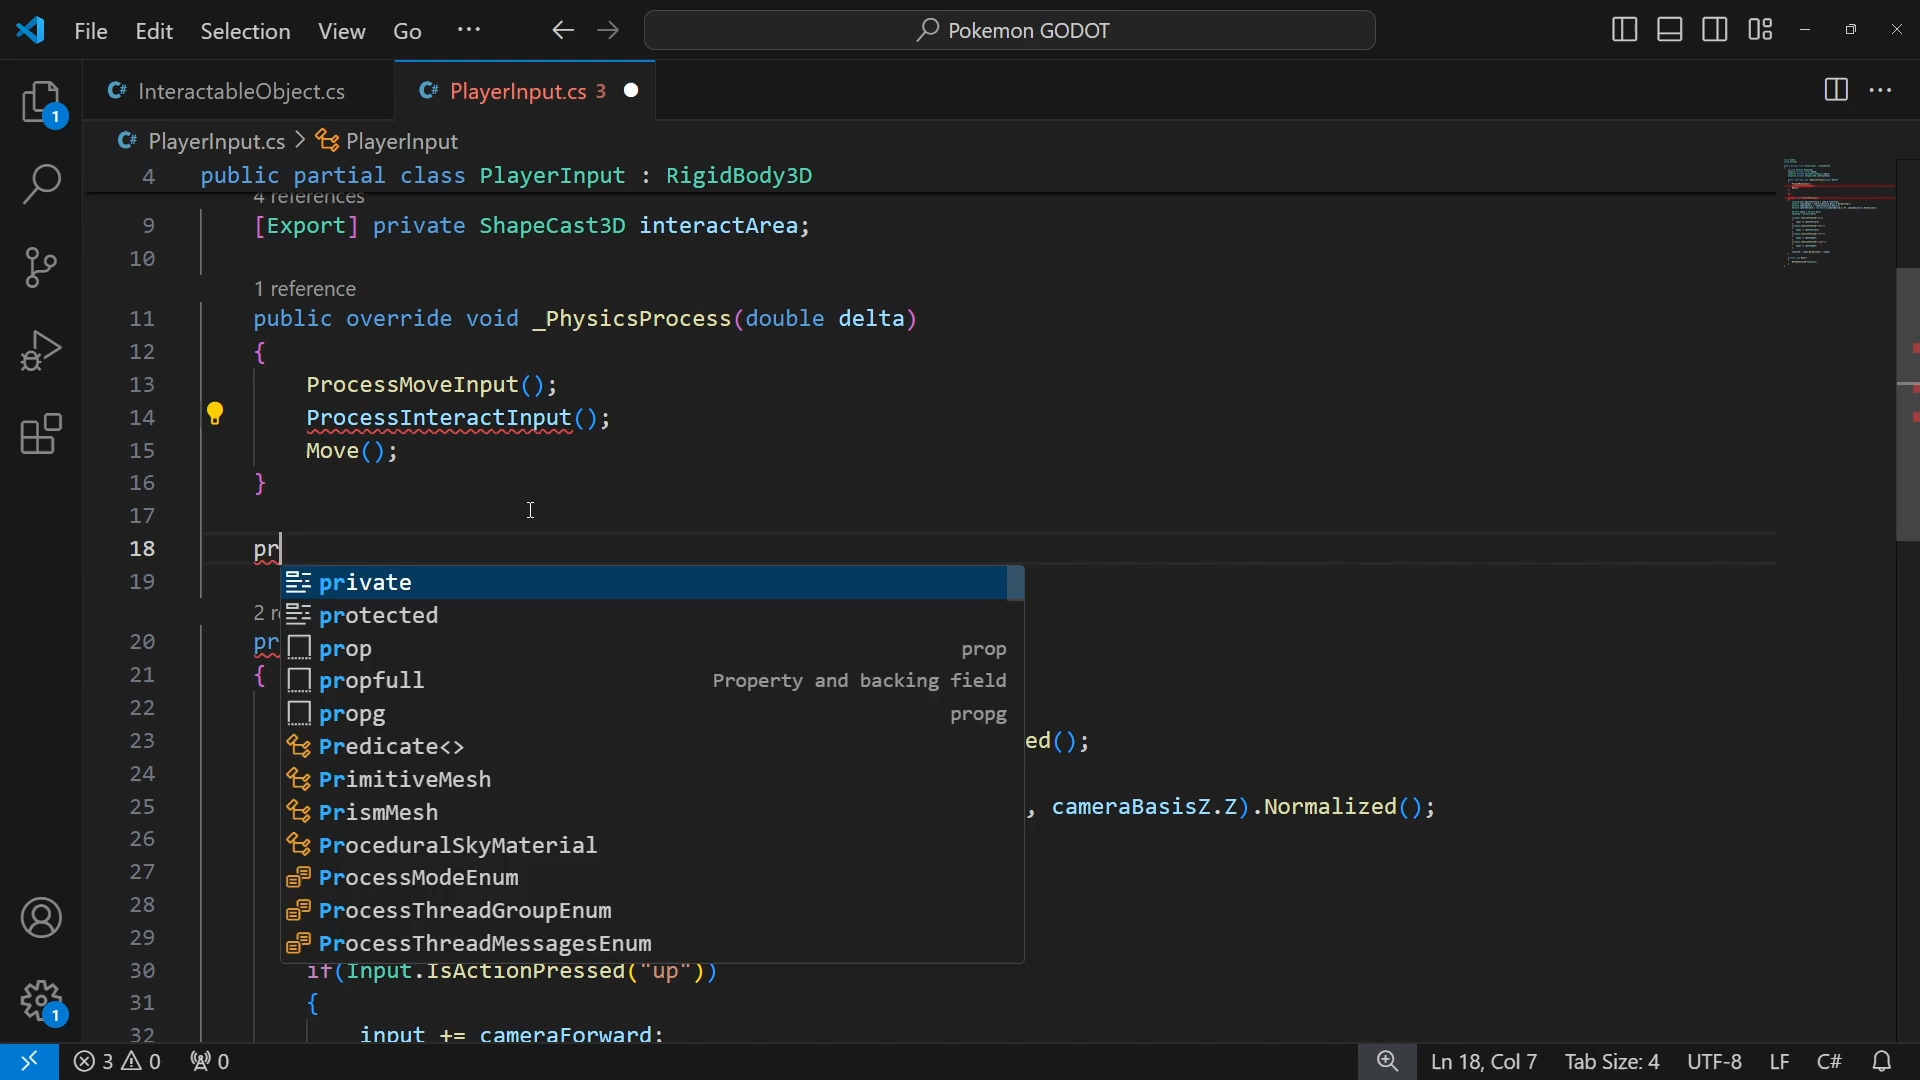 File Edit Selection View Go ··· Pokemon GODOT
C# InteractableObject.cs C# PlayerInput.cs 3
1
C# PlayerInput.cs > PlayerInput
4 public partial class PlayerInput : RigidBody3D
4 references
9 [Export] private ShapeCast3D interactArea;
10
1 reference
11 public override void _PhysicsProcess(double delta)
12 {
13 ProcessMoveInput();
14 ProcessInteractInput();
15 Move();
16 }
17
18 pr
private
19
protected
2 r
20 pr
prop prop
21 {
propfull Property and backing field
22
propg propg
23 ed();
Predicate<>
24
PrimitiveMesh
25 , cameraBasisZ.Z).Normalized();
PrismMesh
26
ProceduralSkyMaterial
27
ProcessModeEnum
28
ProcessThreadGroupEnum
29
ProcessThreadMessagesEnum
30 if(Input.IsActionPressed("up"))
31 {
32 input += cameraForward;
1
3 0 0 Ln 18, Col 7 Tab Size: 4 UTF-8 LF C#